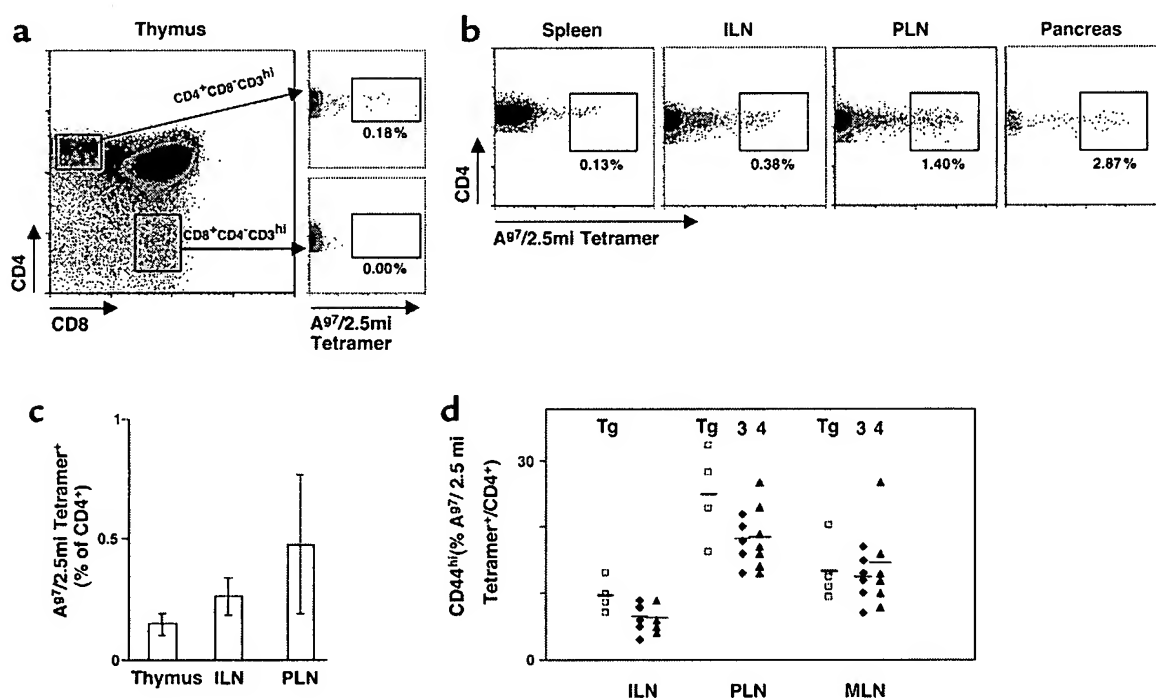 a
Thymus
CD4⁺CD8⁻CD3ʰⁱ
0.18%
CD8⁺CD4⁻CD3ʰⁱ
0.00%
CD4
CD8
Aᵍ⁷/2.5mi
Tetramer
b
Spleen
ILN
PLN
Pancreas
0.13%
0.38%
1.40%
2.87%
CD4
Aᵍ⁷/2.5mi Tetramer
c
Aᵍ⁷/2.5mi Tetramer⁺
(% of CD4⁺)
1
0.5
0
Thymus
ILN
PLN
d
CD44ʰⁱ(% Aᵍ⁷/ 2.5 mi
Tetramer⁺/CD4⁺)
30
0
Tg
Tg 3 4
Tg 3 4
ILN
PLN
MLN